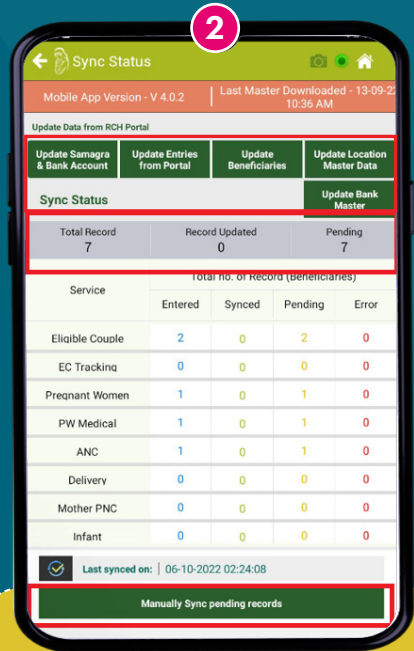 2
Sync Status
Mobile App Version - V 4.0.2
Last Master Downloaded - 13-09-22
10:36 AM
Update Data from RCH Portal
Update Samagra
& Bank Account
Update Entries
from Portal
Update
Beneficiaries
Update Location
Master Data
Sync Status
Update Bank
Master
Total Record Record Updated Pending
7 0 7
Service
Total no. of Record (Beneficiaries)
Entered Synced Pending Error
Eligible Couple 2 0 2 0
EC Tracking 0 0 0 0
Pregnant Women 1 0 1 0
PW Medical 1 0 1 0
ANC 1 0 1 0
Delivery 0 0 0 0
Mother PNC 0 0 0 0
Infant 0 0 0 0
Last synced on: | 06-10-2022 02:24:08
Manually Sync pending records